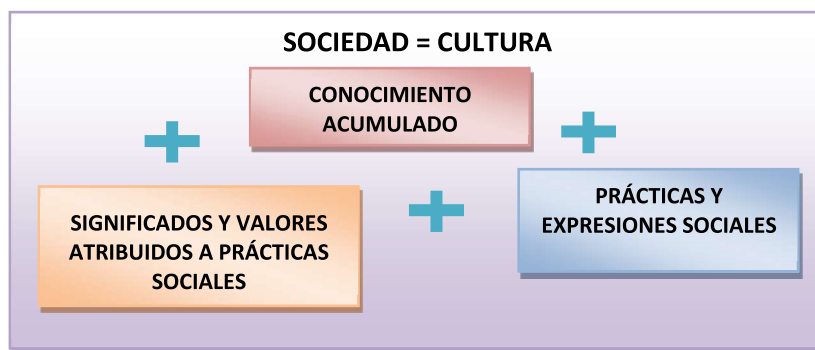 SOCIEDAD = CULTURA
CONOCIMIENTO
ACUMULADO
SIGNIFICADOS Y VALORES
ATRIBUIDOS A PRÁCTICAS
SOCIALES
PRÁCTICAS Y
EXPRESIONES SOCIALES